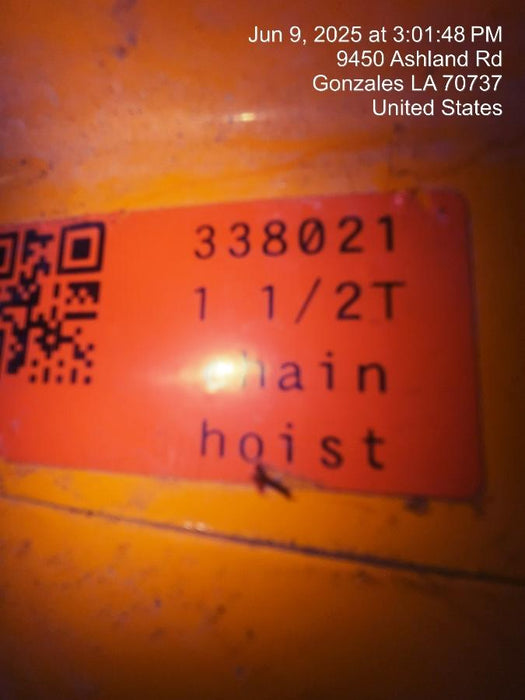 Jun 9, 2025 at 3:01:48 PM
9450 Ashland Rd
Gonzales LA 70737
United States
338021
1 1/2T
chain
hoist